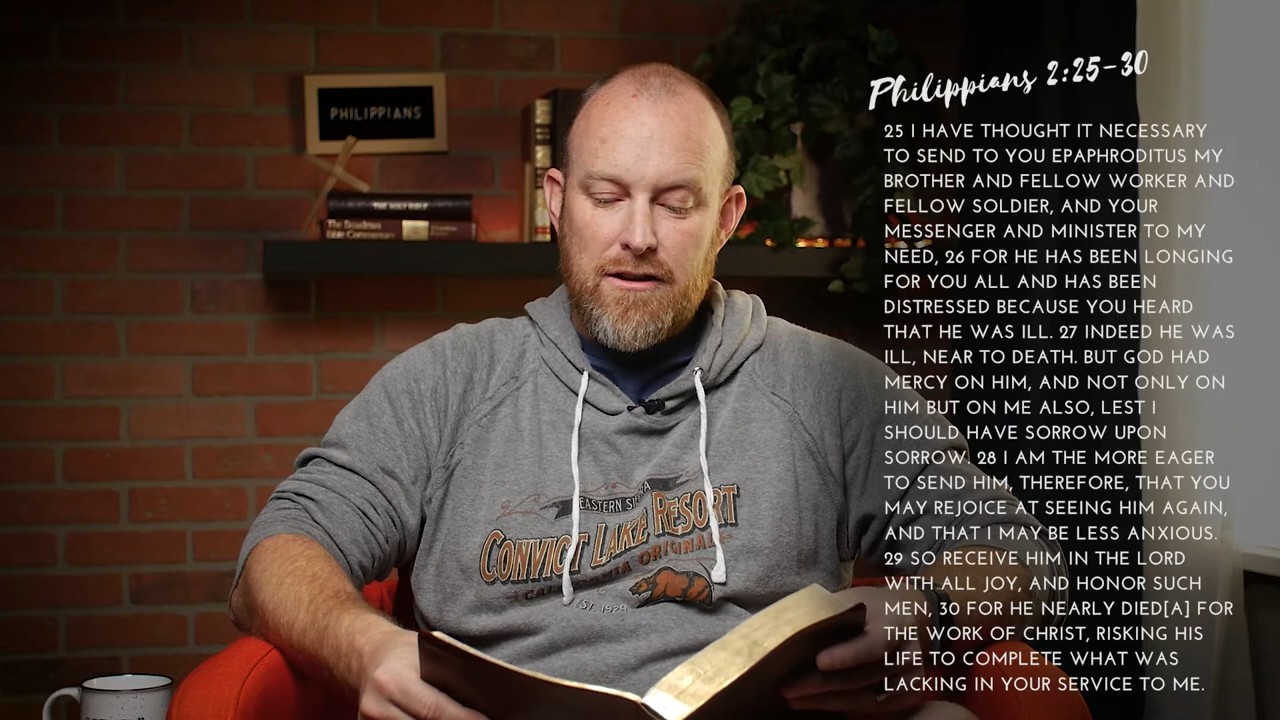 Philippians 2:25-30
25 I HAVE THOUGHT IT NECESSARY
TO SEND TO YOU EPAPHRODITUS MY
BROTHER AND FELLOW WORKER AND
FELLOW SOLDIER, AND YOUR
MESSENGER AND MINISTER TO MY
NEED, 26 FOR HE HAS BEEN LONGING
FOR YOU ALL AND HAS BEEN
DISTRESSED BECAUSE YOU HEARD
THAT HE WAS ILL. 27 INDEED HE WAS
ILL, NEAR TO DEATH. BUT GOD HAD
MERCY ON HIM, AND NOT ONLY ON
HIM BUT ON ME ALSO, LEST I
SHOULD HAVE SORROW UPON
SORROW. 28 I AM THE MORE EAGER
TO SEND HIM, THEREFORE, THAT YOU
MAY REJOICE AT SEEING HIM AGAIN,
AND THAT I MAY BE LESS ANXIOUS.
29 SO RECEIVE HIM IN THE LORD
WITH ALL JOY, AND HONOR SUCH
MEN, 30 FOR HE NEARLY DIED[A] FOR
THE WORK OF CHRIST, RISKING HIS
LIFE TO COMPLETE WHAT WAS
LACKING IN YOUR SERVICE TO ME.
PHILIPPIANS
THE HOLY BIBLE
Bible
EASTERN
CONVICT LAKE RESORT
ORIGINAL
EST. 1929